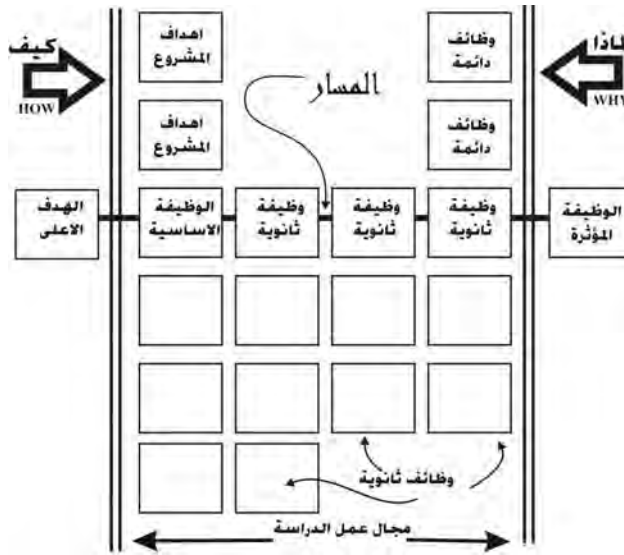 لماذا
WHY
كيف
HOW
وظائف
دائمة
اهداف
المشروع
المسار
وظائف
دائمة
اهداف
المشروع
الوظيفة
المؤثرة
وظيفة
ثانوية
وظيفة
ثانوية
وظيفة
ثانوية
الوظيفة
الاساسية
الهدف
الاعلى
وظائف ثانوية
مجال عمل الدراسة